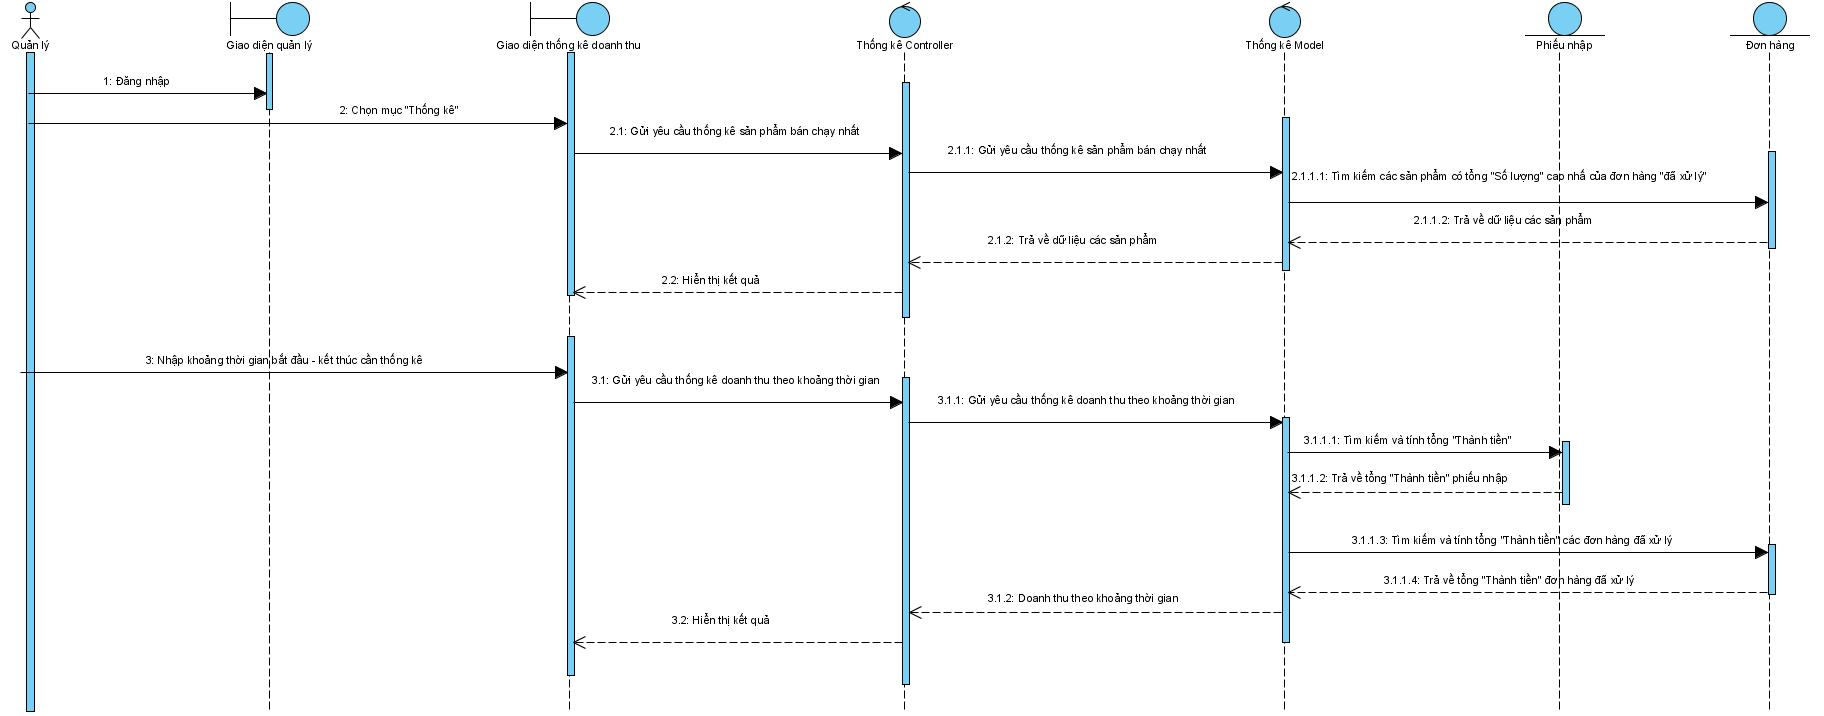 Quản lý
Giao diện quản lý
Giao diện thống kê doanh thu
Thống kê Controller
Thống kê Model
Phiếu nhập
Đơn hàng
1: Đăng nhập
2: Chọn mục "Thống kê"
2.1: Gửi yêu cầu thống kê sản phẩm bán chạy nhất
2.1.1: Gửi yêu cầu thống kê sản phẩm bán chạy nhất
2.1.1.1: Tìm kiếm các sản phẩm có tổng "Số lượng" cap nhấ của đơn hàng "đã xử lý"
2.1.1.2: Trả về dữ liệu các sản phẩm
2.1.2: Trả về dữ liệu các sản phẩm
2.2: Hiển thị kết quả
3: Nhập khoảng thời gian bắt đầu - kết thúc cần thống kê
3.1: Gửi yêu cầu thống kê doanh thu theo khoảng thời gian
3.1.1: Gửi yêu cầu thống kê doanh thu theo khoảng thời gian
3.1.1.1: Tìm kiếm và tính tổng "Thành tiền"
3.1.1.2: Trả về tổng "Thành tiền" phiếu nhập
3.1.1.3: Tìm kiếm và tính tổng "Thành tiền" các đơn hàng đã xử lý
3.1.1.4: Trả về tổng "Thành tiền" đơn hàng đã xử lý
3.1.2: Doanh thu theo khoảng thời gian
3.2: Hiển thị kết quả